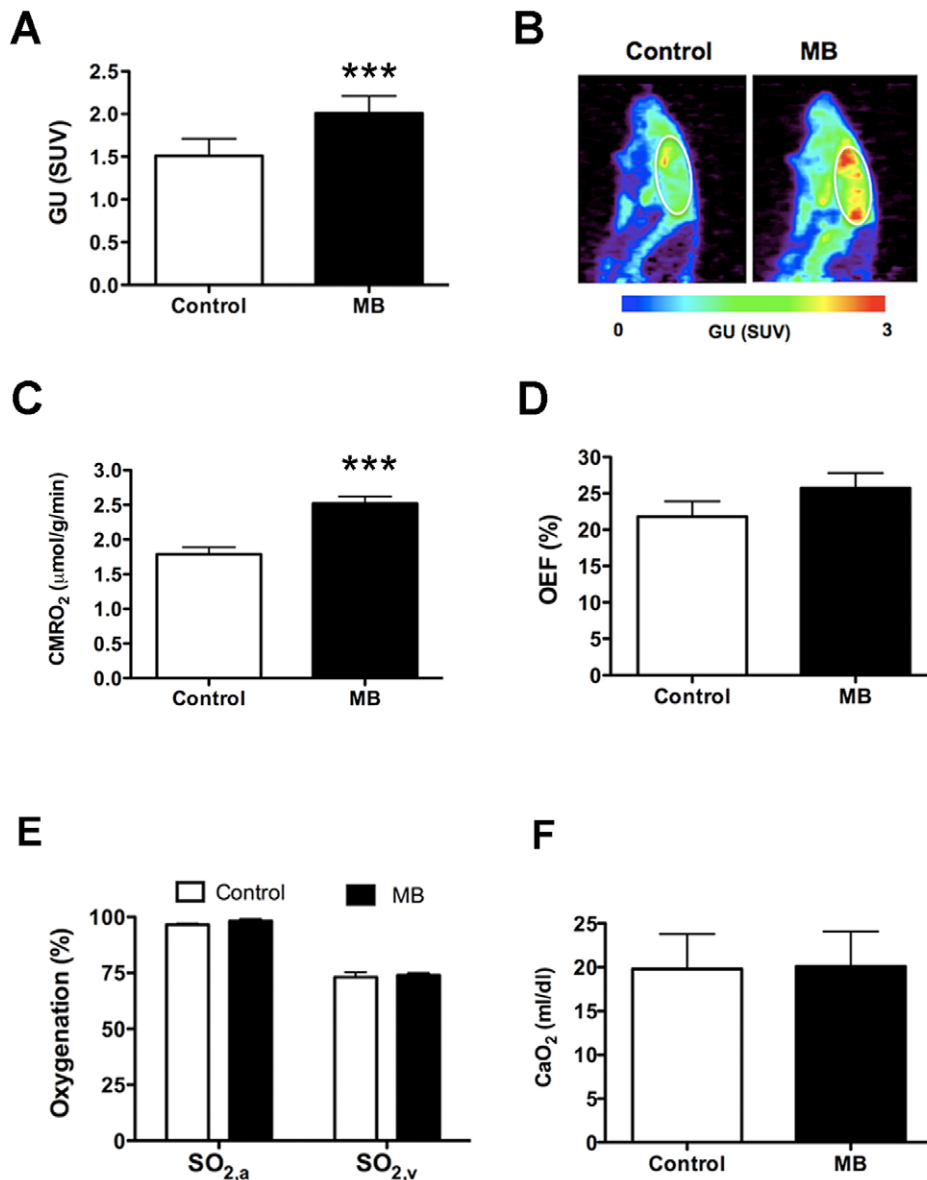 A
GU (SUV)
2.5
2.0
1.5
1.0
0.5
0.0
***
Control
MB
B
Control MB
0 3
GU (SUV)
C
CMRO2 (μmol/g/min)
3.0
2.5
2.0
1.5
1.0
0.5
0.0
***
Control
MB
D
OEF (%)
30
25
20
15
10
5
0
Control
MB
E
Control
MB
Oxygenation (%)
100
75
50
25
0
SO2,a
SO2,v
F
CaO2 (ml/dl)
25
20
15
10
5
0
Control
MB